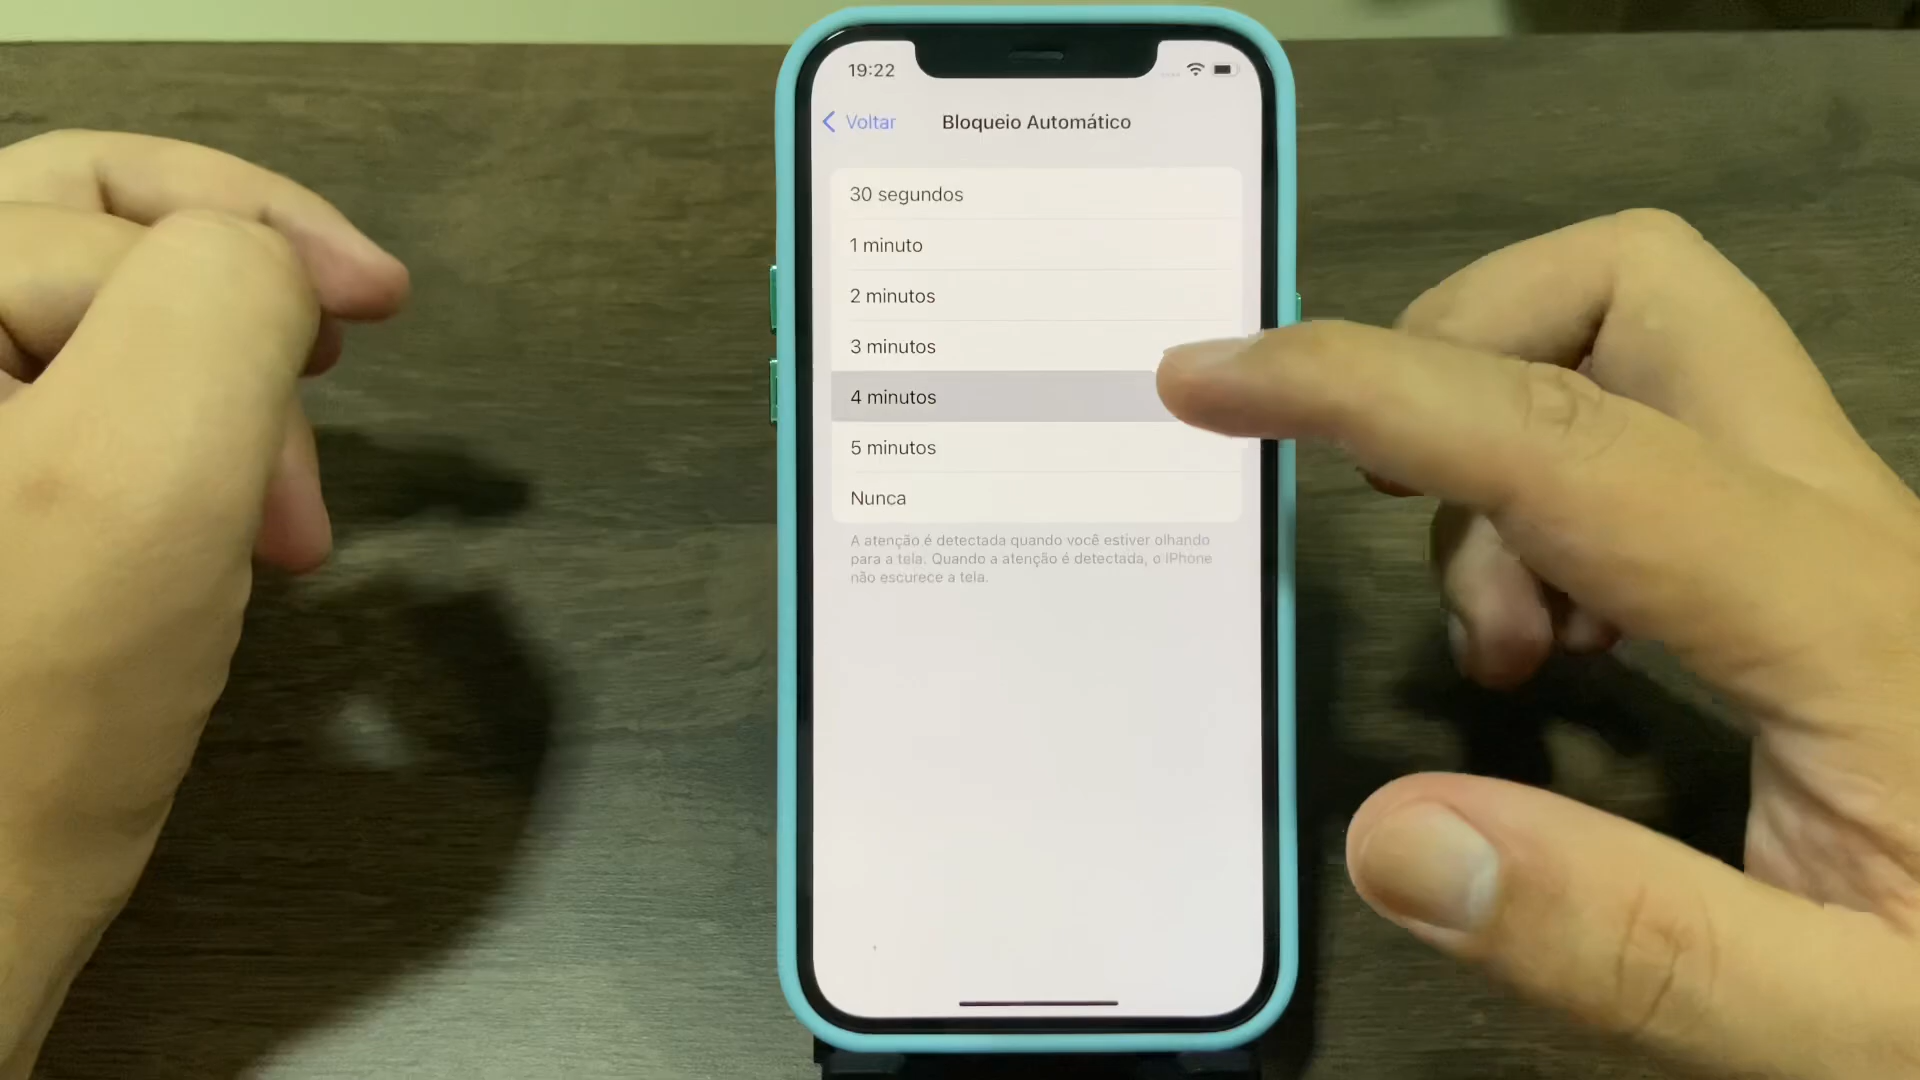 19:22
Voltar
Bloqueio Automático
30 segundos
1 minuto
2 minutos
3 minutos
4 minutos
5 minutos
Nunca
A atenção é detectada quando você estiver olhando
para a tela. Quando a atenção é detectada, o iPhone
não escurece a tela.